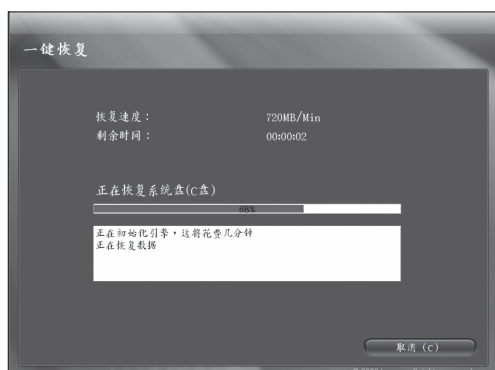 一键恢复
恢复速度： 720MB/Min
剩余时间： 00:00:02
正在恢复系统盘(C盘)
68%
正在初始化引擎，这将花费几分钟
正在恢复数据
取消 (C)